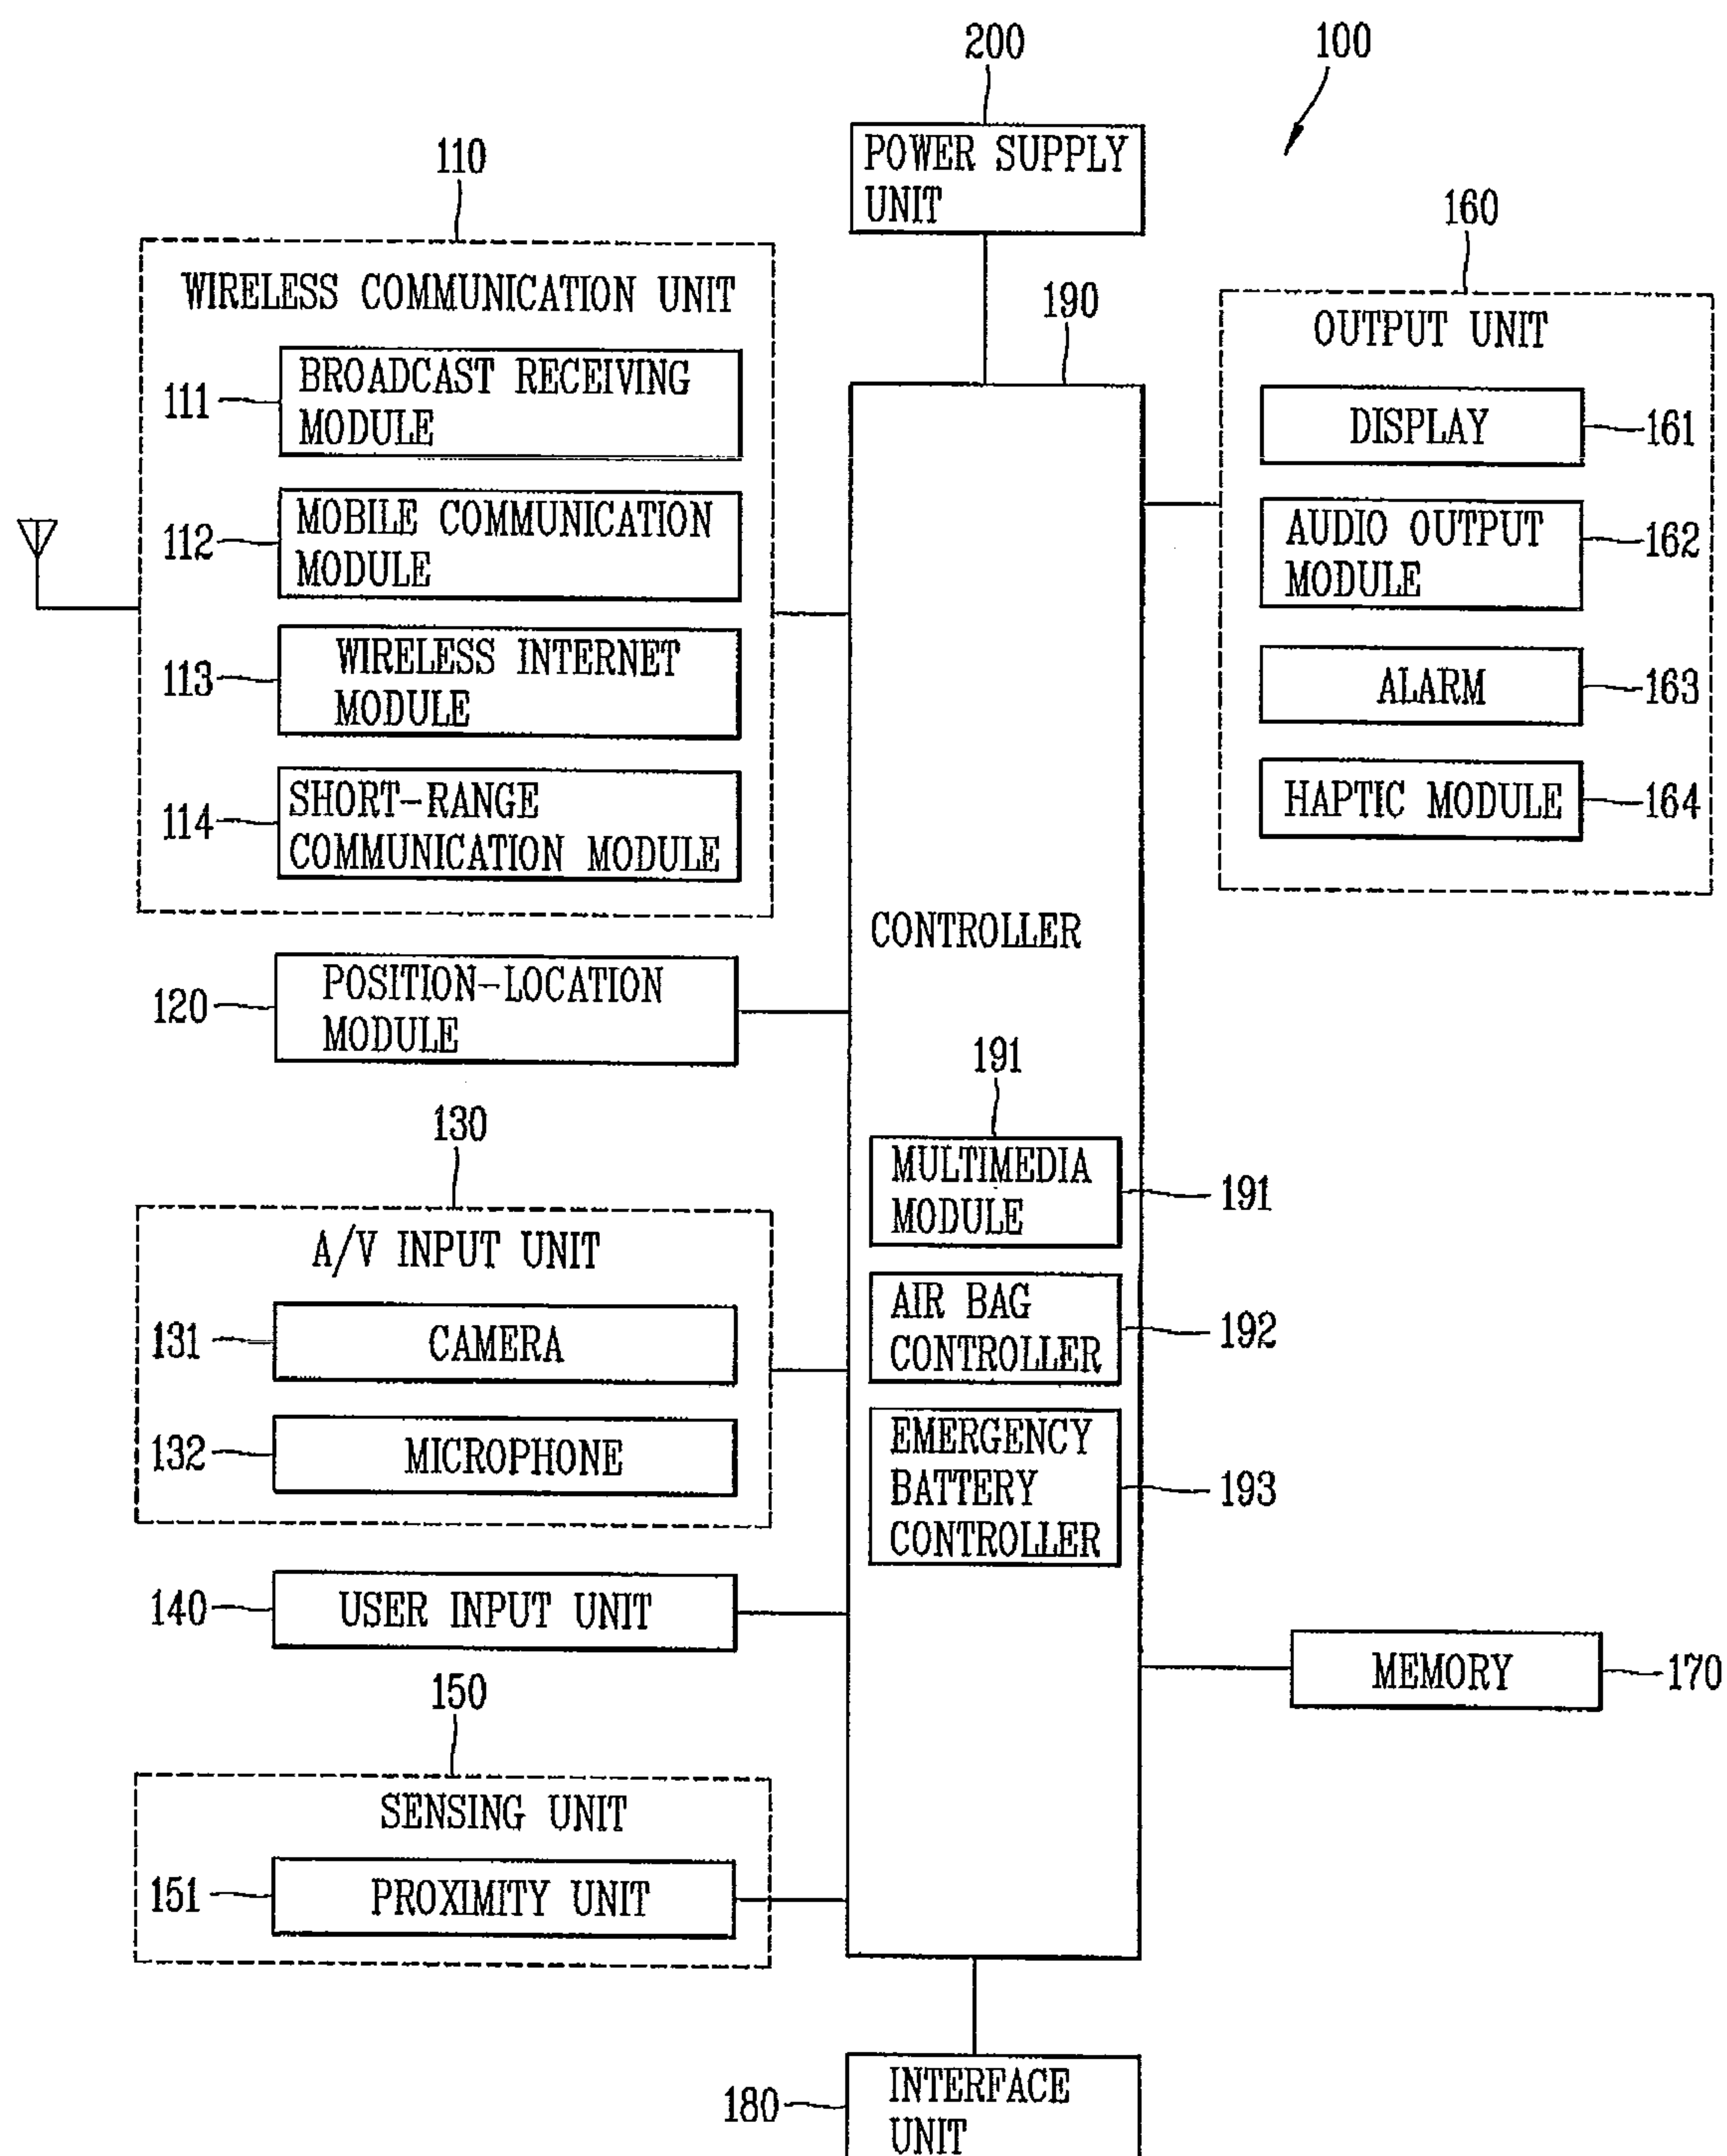 200
100
POWER SUPPLY
UNIT
110
WIRELESS COMMUNICATION UNIT
111
BROADCAST RECEIVING
MODULE
112
MOBILE COMMUNICATION
MODULE
113
WIRELESS INTERNET
MODULE
114
SHORT-RANGE
COMMUNICATION MODULE
120
POSITION-LOCATION
MODULE
130
A/V INPUT UNIT
131
CAMERA
132
MICROPHONE
140
USER INPUT UNIT
150
SENSING UNIT
151
PROXIMITY UNIT
190
CONTROLLER
191
MULTIMEDIA
MODULE
191
AIR BAG
CONTROLLER
192
EMERGENCY
BATTERY
CONTROLLER
193
160
OUTPUT UNIT
DISPLAY
161
AUDIO OUTPUT
MODULE
162
ALARM
163
HAPTIC MODULE
164
MEMORY
170
180
INTERFACE
UNIT